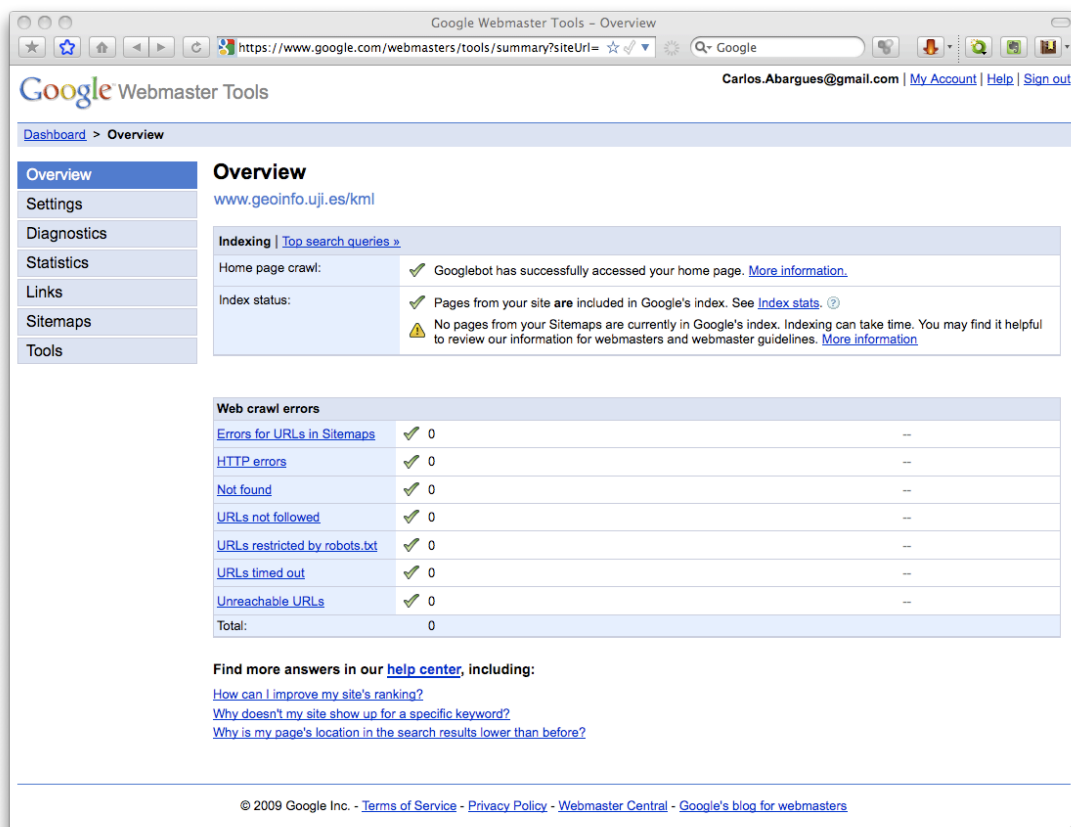 Google Webmaster Tools – Overview
https://www.google.com/webmasters/tools/summary?siteUrl=
Google
Carlos.Abargues@gmail.com | My Account | Help | Sign out
Google Webmaster Tools
Dashboard > Overview
Overview
Settings
Diagnostics
Statistics
Links
Sitemaps
Tools
Overview
www.geoinfo.uji.es/kml
Indexing | Top search queries »
Home page crawl: Googlebot has successfully accessed your home page. More information.
Index status: Pages from your site are included in Google's index. See Index stats. ?
No pages from your Sitemaps are currently in Google's index. Indexing can take time. You may find it helpful
to review our information for webmasters and webmaster guidelines. More information
Web crawl errors
Errors for URLs in Sitemaps 0 --
HTTP errors 0 --
Not found 0 --
URLs not followed 0 --
URLs restricted by robots.txt 0 --
URLs timed out 0 --
Unreachable URLs 0 --
Total: 0
Find more answers in our help center, including:
How can I improve my site's ranking?
Why doesn't my site show up for a specific keyword?
Why is my page's location in the search results lower than before?
© 2009 Google Inc. - Terms of Service - Privacy Policy - Webmaster Central - Google's blog for webmasters